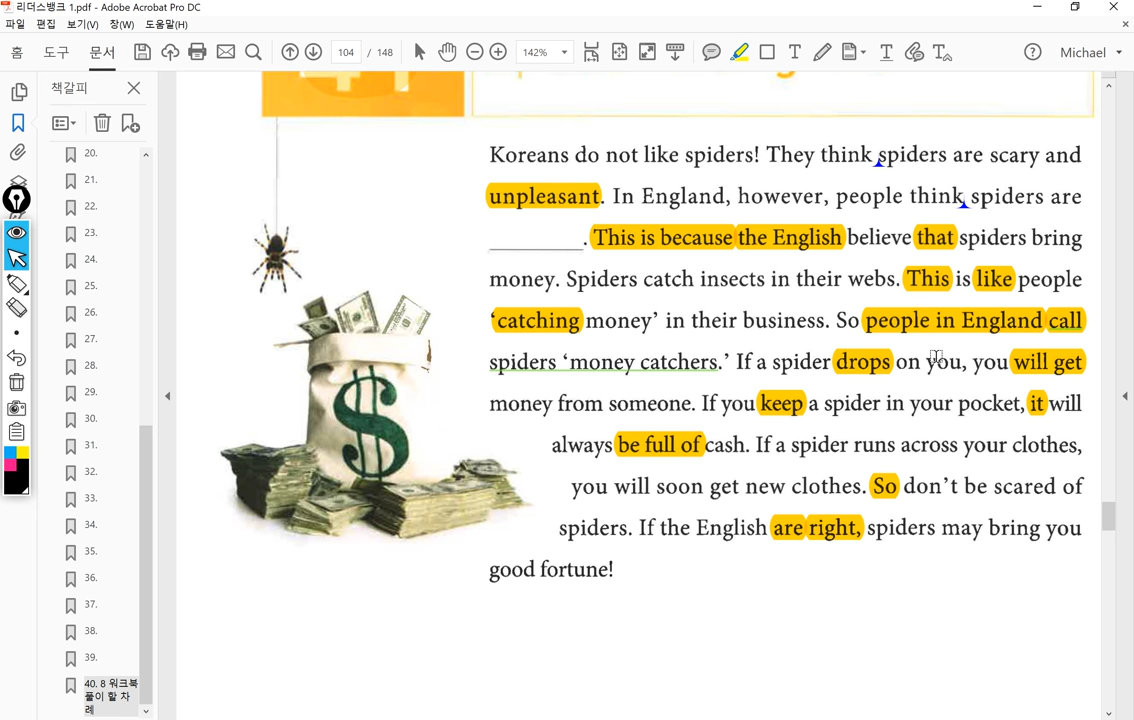 리더스뱅크 1.pdf - Adobe Acrobat Pro DC
파일 편집 보기(V) 창(W) 도움말(H)
홈 도구 문서 104 / 148 142% Michael
책갈피
20.
21.
22.
23.
24.
25.
26.
27.
28.
29.
30.
31.
32.
33.
34.
35.
36.
37.
38.
39.
40. 8 워크북
풀이 할 차
례
Koreans do not like spiders! They think spiders are scary and
unpleasant. In England, however, people think spiders are
__________. This is because the English believe that spiders bring
money. Spiders catch insects in their webs. This is like people
‘catching money’ in their business. So people in England call
spiders ‘money catchers.’ If a spider drops on you, you will get
money from someone. If you keep a spider in your pocket, it will
always be full of cash. If a spider runs across your clothes,
you will soon get new clothes. So don’t be scared of
spiders. If the English are right, spiders may bring you
good fortune!